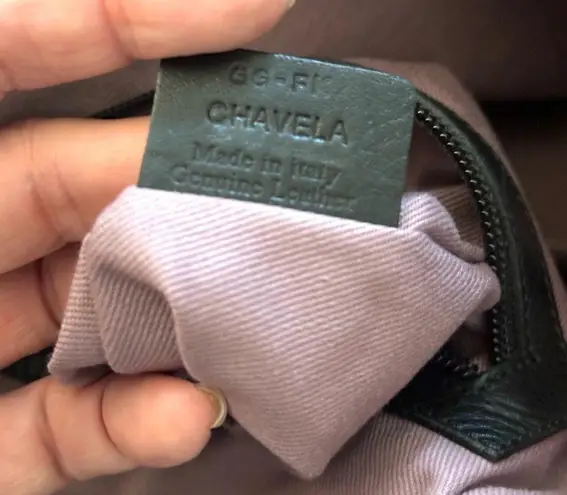 GG-FI
CHAVELA
Made in italy
Genuine Leather